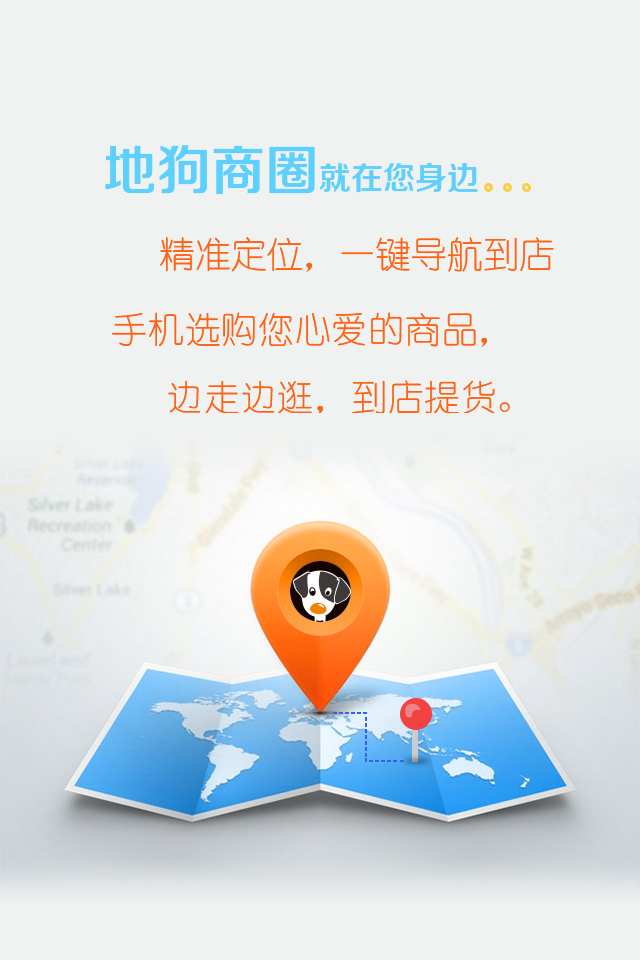 地狗商圈就在您身边。。。
精准定位，一键导航到店
手机选购您心爱的商品，
边走边逛，到店提货。
Silver Lake
Reservoir
Silver Lake
Recreation
Center
Glendale Fwy
Silver Lake
2
W Ave
Arroyo Seco
Laurel and
Hardy Park